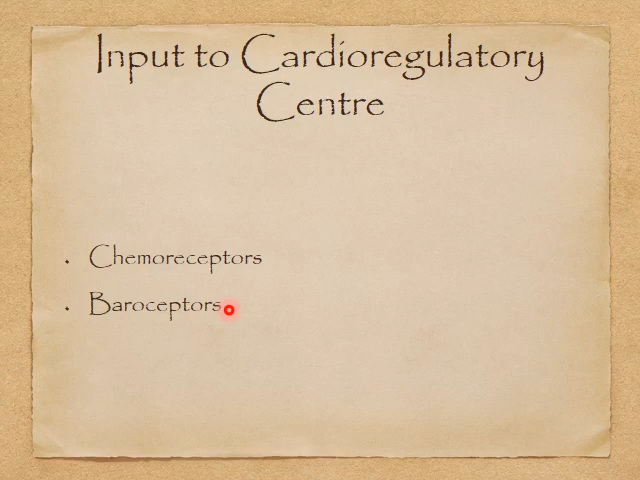 Input to Cardioregulatory
Centre
• Chemoreceptors
• Baroceptors